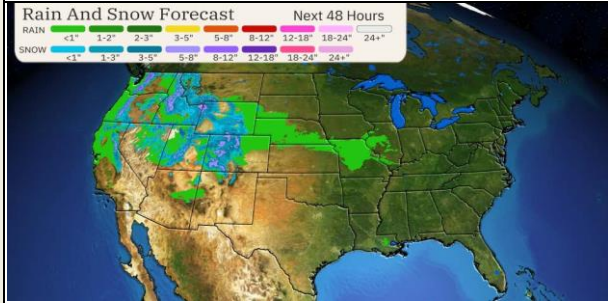 Rain And Snow Forecast Next 48 Hours
RAIN
<1" 1-2" 2-3" 3-5" 5-8" 8-12" 12-18" 18-24" 24+"
SNOW
<1" 1-3" 3-5" 5-8" 8-12" 12-18" 18-24" 24+"